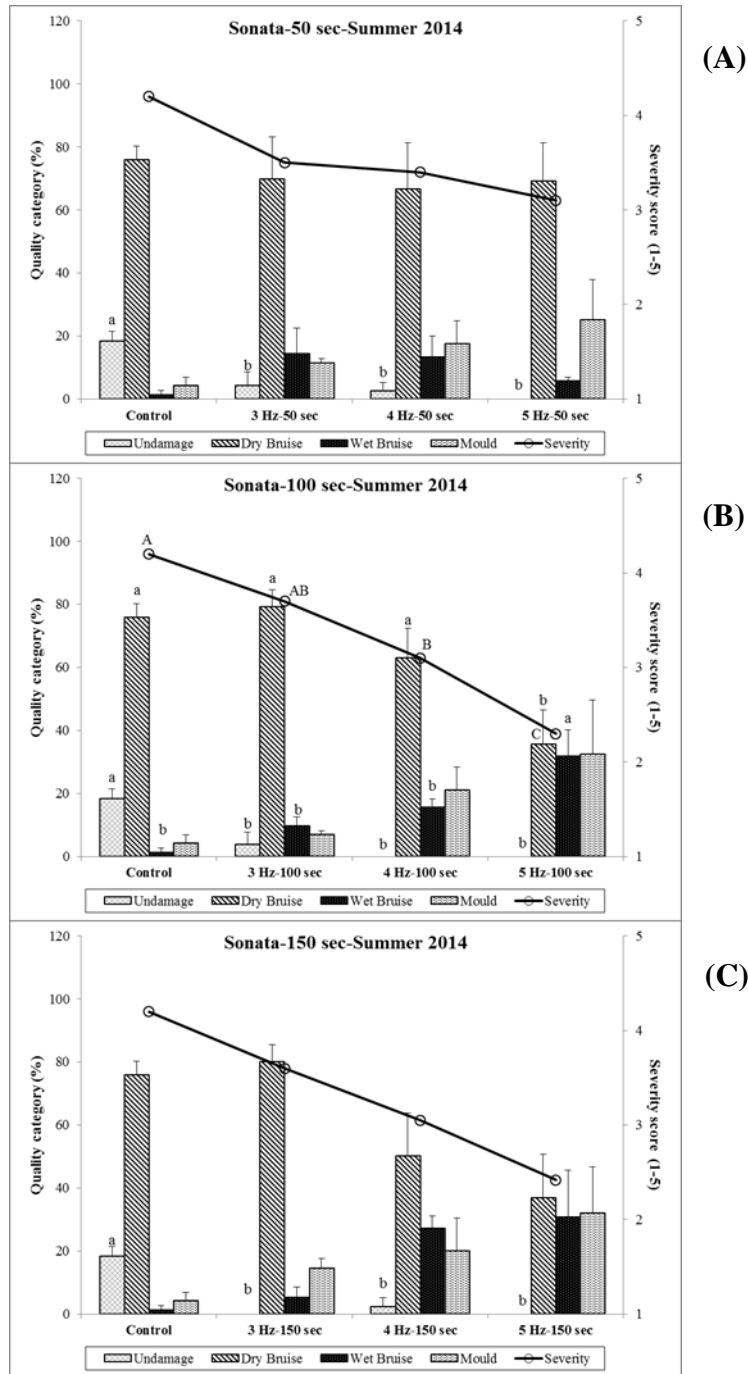 Sonata-50 sec-Summer 2014
(A)
Quality category (%)
120
100
80
60
40
20
0
5
4
3
2
1
Severity score (1-5)
a
b
b
b
Control 3 Hz-50 sec 4 Hz-50 sec 5 Hz-50 sec
Undamage Dry Bruise Wet Bruise Mould Severity
Sonata-100 sec-Summer 2014
(B)
Quality category (%)
120
100
80
60
40
20
0
5
4
3
2
1
Severity score (1-5)
A
AB
B
C
a
a
a
b
a
a
b
b
b
b
b
b
Control 3 Hz-100 sec 4 Hz-100 sec 5 Hz-100 sec
Undamage Dry Bruise Wet Bruise Mould Severity
Sonata-150 sec-Summer 2014
(C)
Quality category (%)
120
100
80
60
40
20
0
5
4
3
2
1
Severity score (1-5)
a
b
b
b
Control 3 Hz-150 sec 4 Hz-150 sec 5 Hz-150 sec
Undamage Dry Bruise Wet Bruise Mould Severity